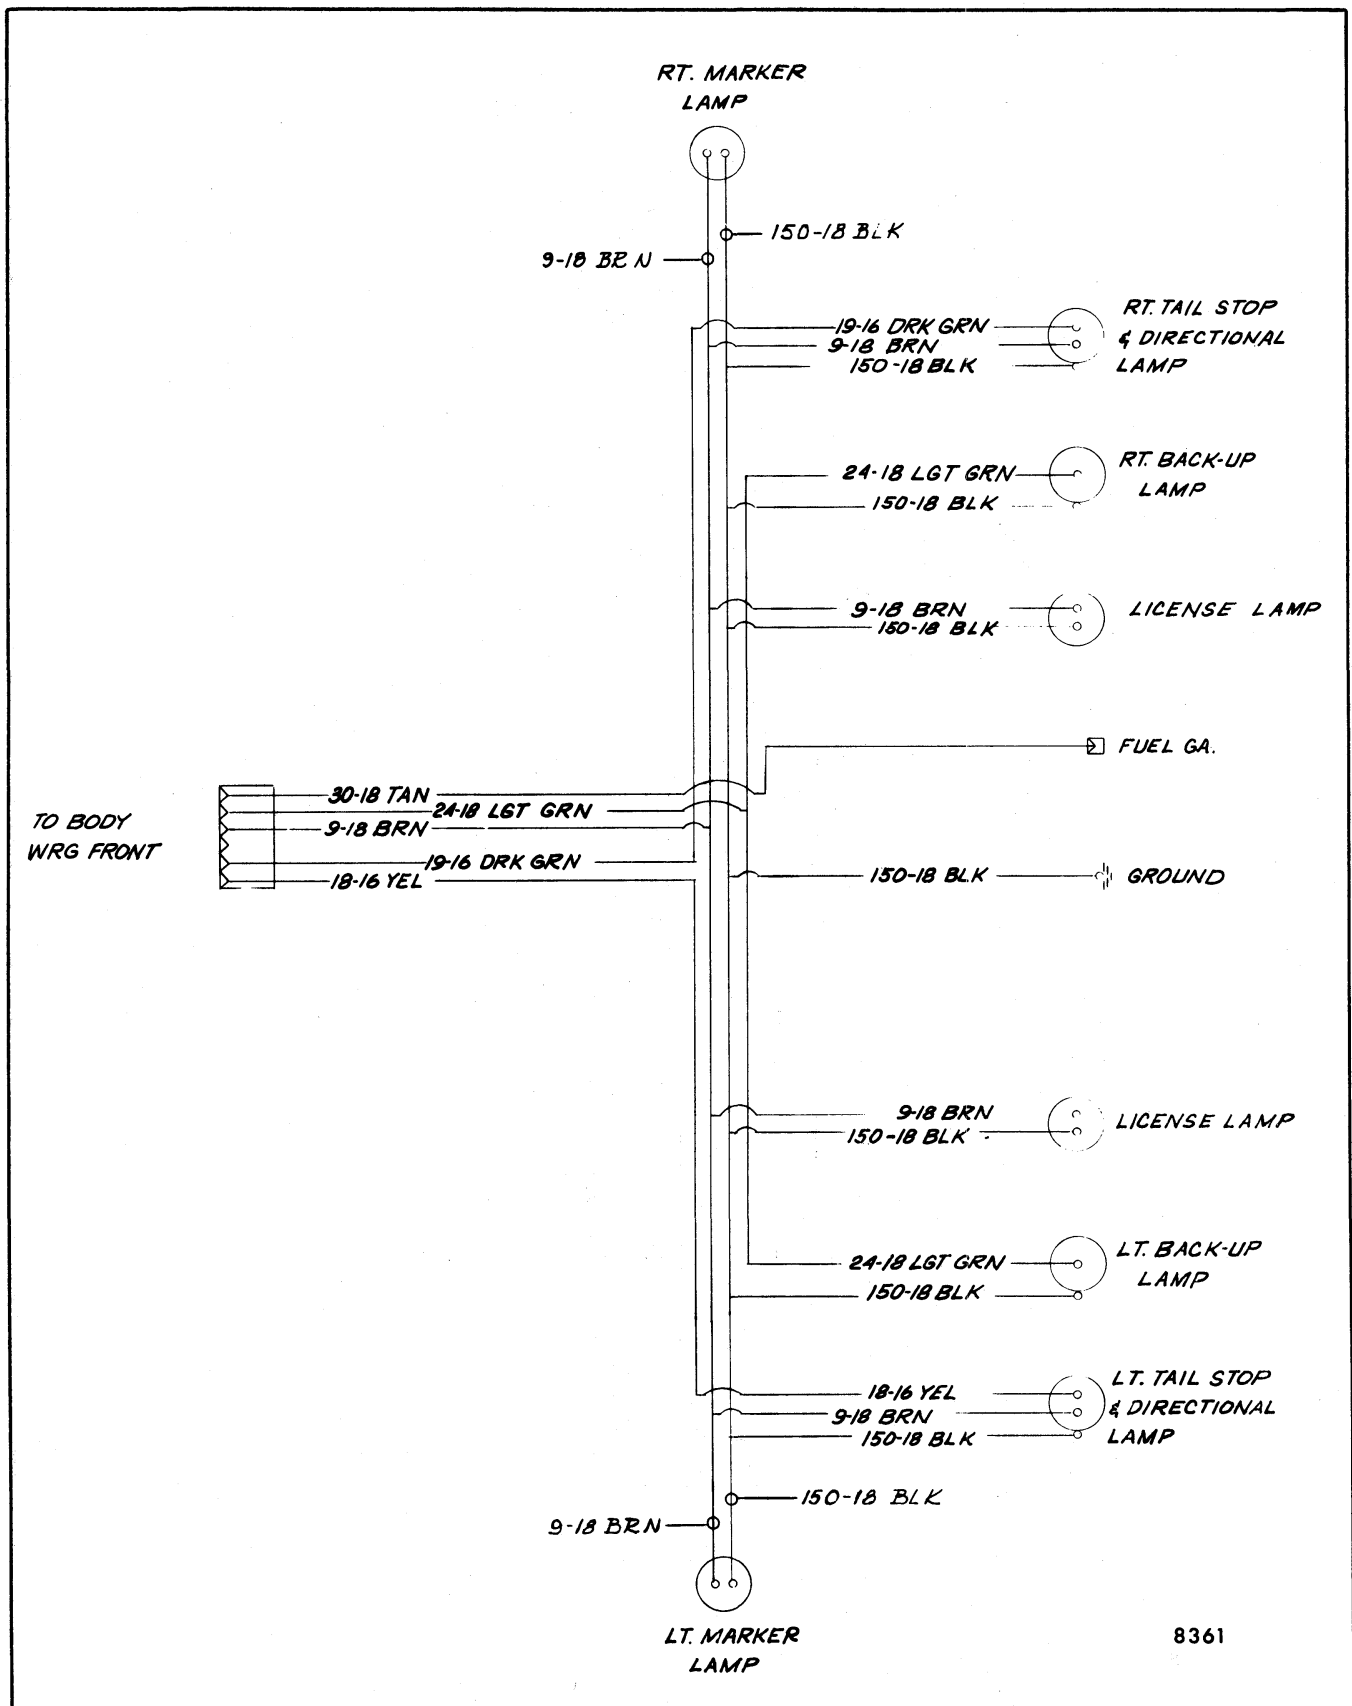 RT. MARKER
LAMP
150-18 BLK
9-18 BRN
19-16 DRK GRN
9-18 BRN
150-18 BLK
RT. TAIL STOP
& DIRECTIONAL
LAMP
24-18 LGT GRN
150-18 BLK
RT. BACK-UP
LAMP
9-18 BRN
150-18 BLK
LICENSE LAMP
FUEL GA.
TO BODY
WRG FRONT
30-18 TAN
24-18 LGT GRN
9-18 BRN
19-16 DRK GRN
18-16 YEL
150-18 BLK
GROUND
9-18 BRN
150-18 BLK
LICENSE LAMP
24-18 LGT GRN
150-18 BLK
LT. BACK-UP
LAMP
18-16 YEL
9-18 BRN
150-18 BLK
LT. TAIL STOP
& DIRECTIONAL
LAMP
150-18 BLK
9-18 BRN
LT. MARKER
LAMP
8361